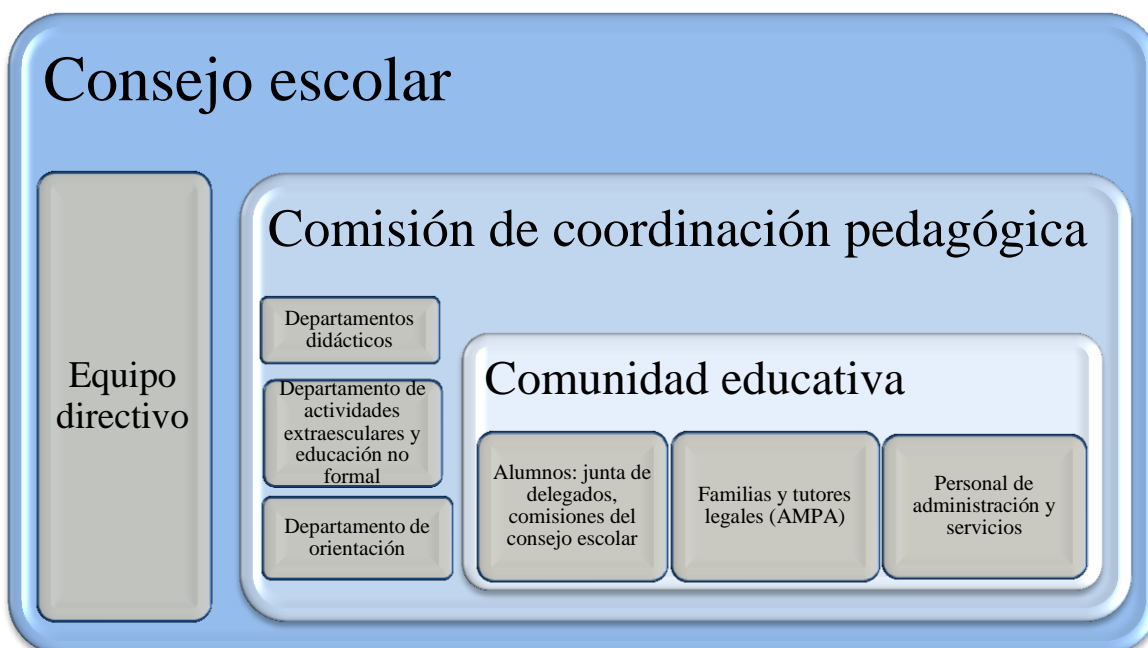 Consejo escolar
Equipo
directivo
Comisión de coordinación pedagógica
Departamentos
didácticos
Departamento de
actividades
extraesculares y
educación no
formal
Departamento de
orientación
Comunidad educativa
Alumnos: junta de
delegados,
comisiones del
consejo escolar
Familias y tutores
legales (AMPA)
Personal de
administración y
servicios